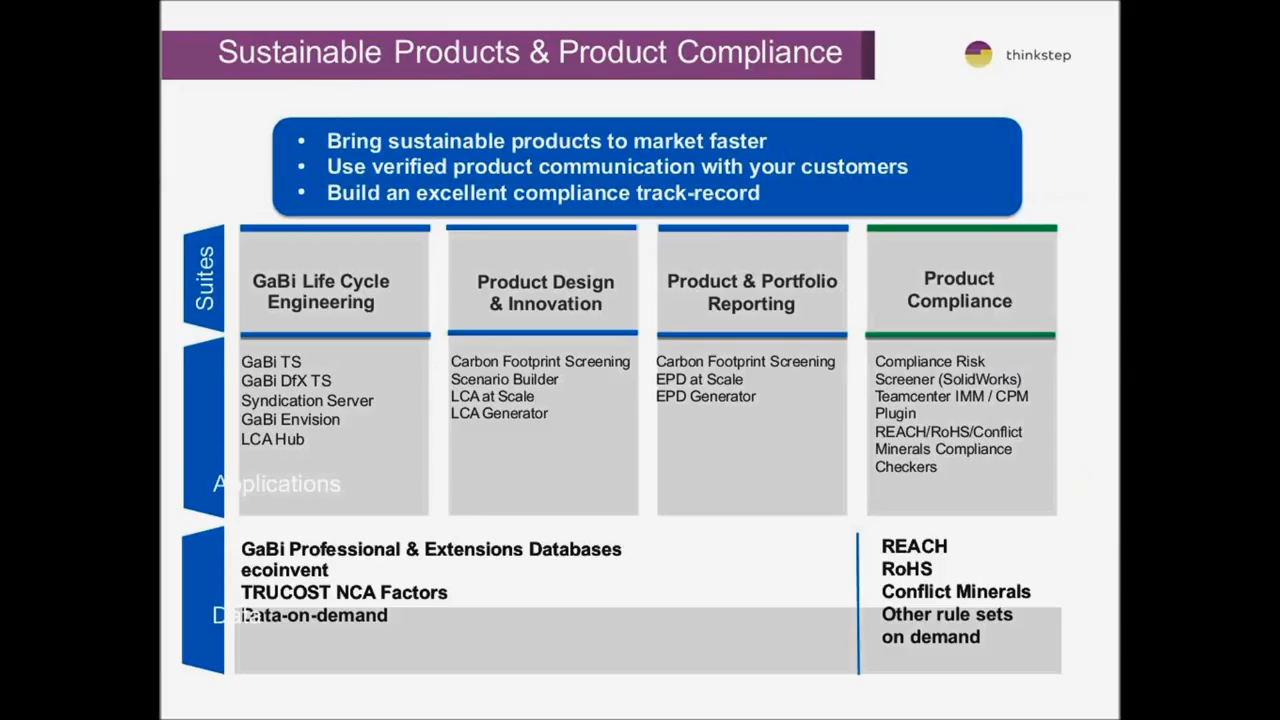 Sustainable Products & Product Compliance
thinkstep
• Bring sustainable products to market faster
• Use verified product communication with your customers
• Build an excellent compliance track-record
Suites
GaBi Life Cycle
Engineering
Product Design
& Innovation
Product & Portfolio
Reporting
Product
Compliance
Applications
GaBi TS
GaBi DfX TS
Syndication Server
GaBi Envision
LCA Hub
Carbon Footprint Screening
Scenario Builder
LCA at Scale
LCA Generator
Carbon Footprint Screening
EPD at Scale
EPD Generator
Compliance Risk
Screener (SolidWorks)
Teamcenter IMM / CPM
Plugin
REACH/RoHS/Conflict
Minerals Compliance
Checkers
Data
GaBi Professional & Extensions Databases
ecoinvent
TRUCOST NCA Factors
Data-on-demand
REACH
RoHS
Conflict Minerals
Other rule sets
on demand